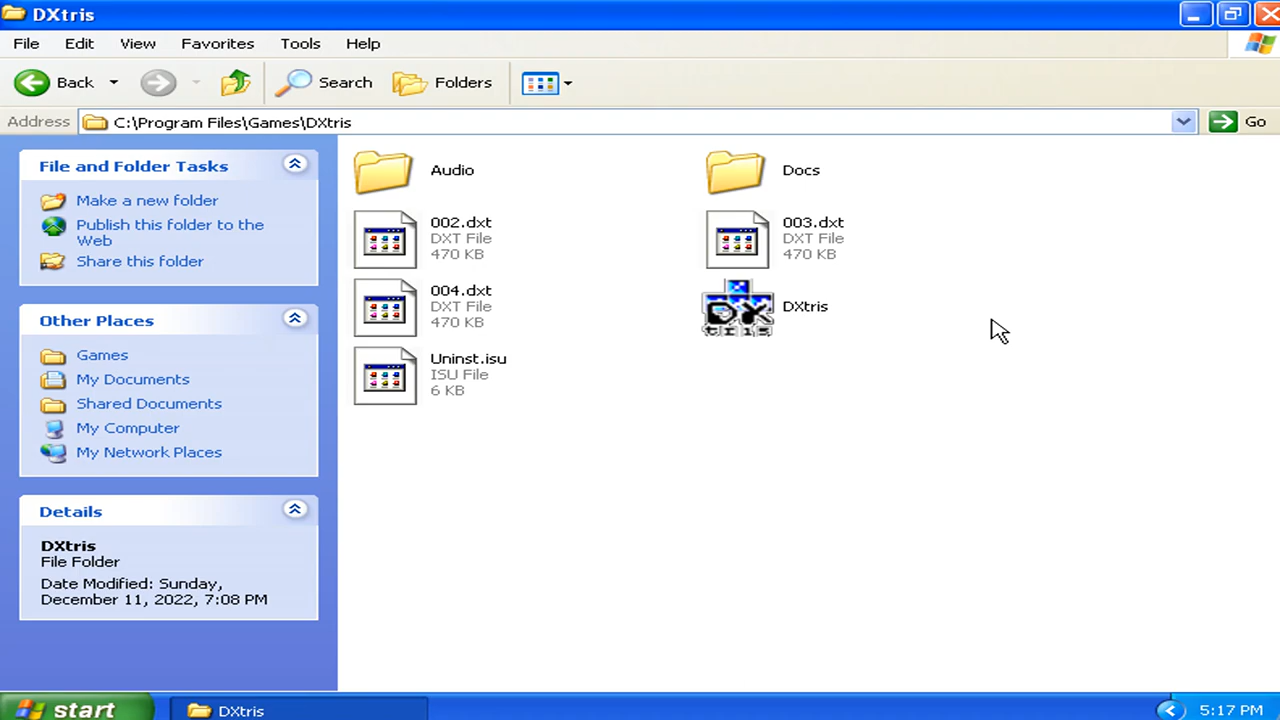 DXtris
File Edit View Favorites Tools Help
Back Search Folders
Address C:\Program Files\Games\DXtris Go
File and Folder Tasks
Make a new folder
Publish this folder to the
Web
Share this folder
Other Places
Games
My Documents
Shared Documents
My Computer
My Network Places
Details
DXtris
File Folder
Date Modified: Sunday,
December 11, 2022, 7:08 PM
Audio
Docs
002.dxt
DXT File
470 KB
003.dxt
DXT File
470 KB
004.dxt
DXT File
470 KB
DX
tris
DXtris
Uninst.isu
ISU File
6 KB
start DXtris 5:17 PM